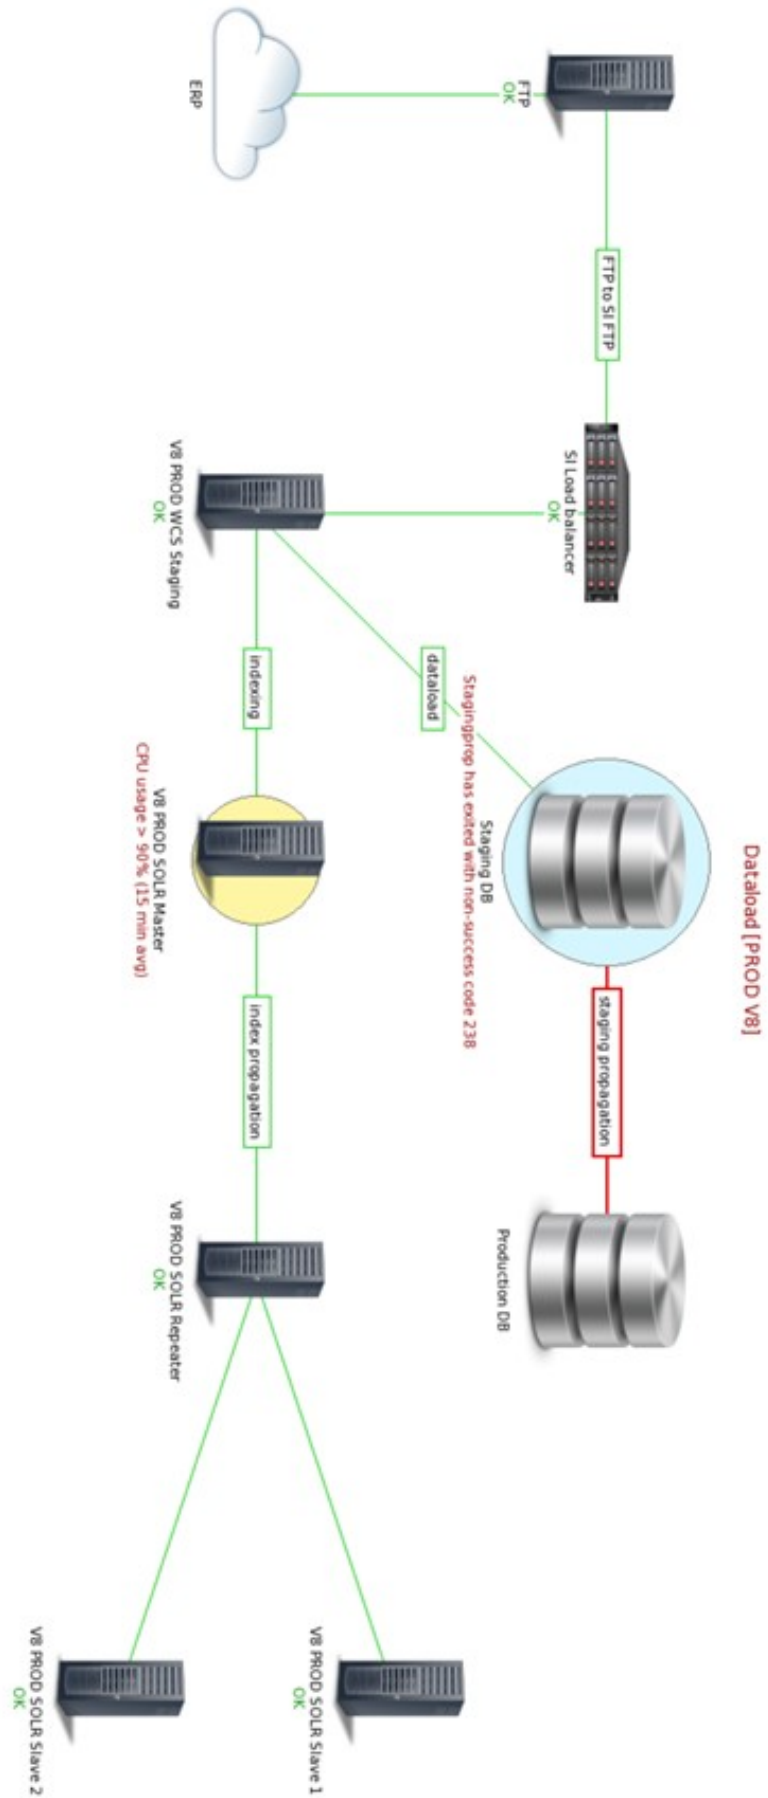 Dataload [PROD V8]
FTP
OK
FTP to SI FTP
SI Load balancer
OK
Staging DB
Stagingprop has exited with non-success code 238
staging propagation
Production DB
dataload
ERP
V8 PROD WCS Staging
OK
indexing
V8 PROD SOLR Master
CPU usage > 90% (15 min avg)
index propagation
V8 PROD SOLR Repeater
OK
V8 PROD SOLR Slave 1
OK
V8 PROD SOLR Slave 2
OK